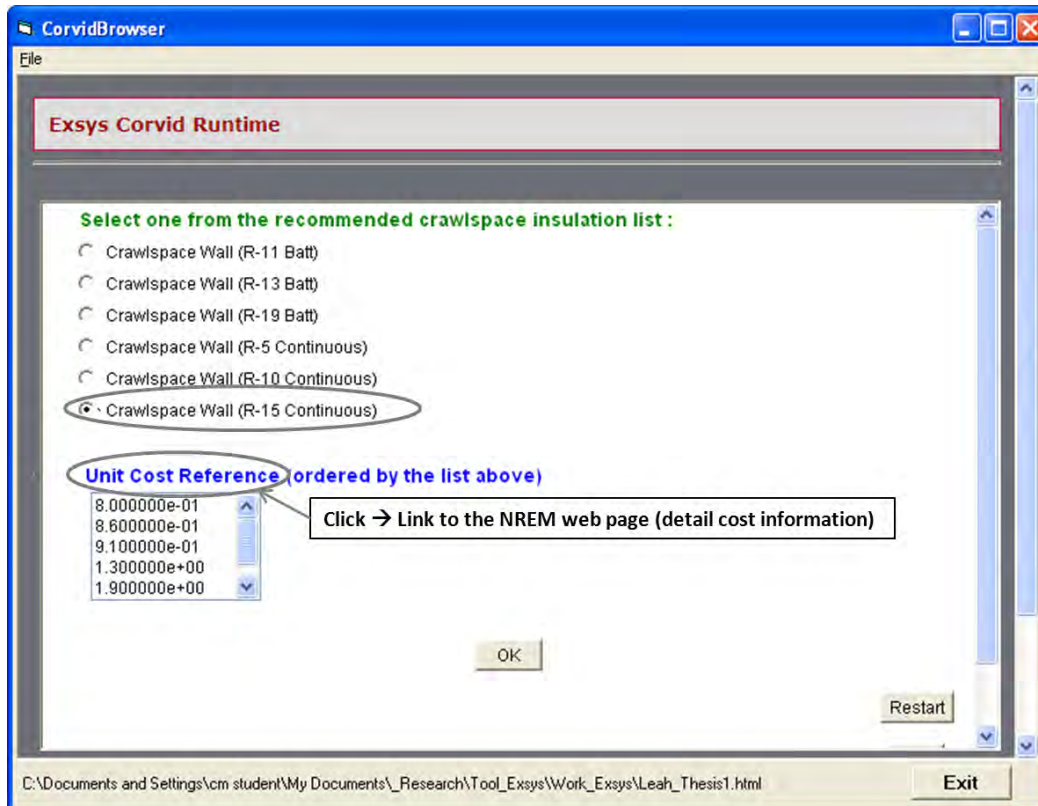 CorvidBrowser
File
Exsys Corvid Runtime
Select one from the recommended crawlspace insulation list :
Crawlspace Wall (R-11 Batt)
Crawlspace Wall (R-13 Batt)
Crawlspace Wall (R-19 Batt)
Crawlspace Wall (R-5 Continuous)
Crawlspace Wall (R-10 Continuous)
Crawlspace Wall (R-15 Continuous)
Unit Cost Reference (ordered by the list above)
8.000000e-01
8.600000e-01
9.100000e-01
1.300000e+00
1.900000e+00
Click → Link to the NREM web page (detail cost information)
OK
Restart
C:\Documents and Settings\cm student\My Documents\_Research\Tool_Exsys\Work_Exsys\Leah_Thesis1.html
Exit